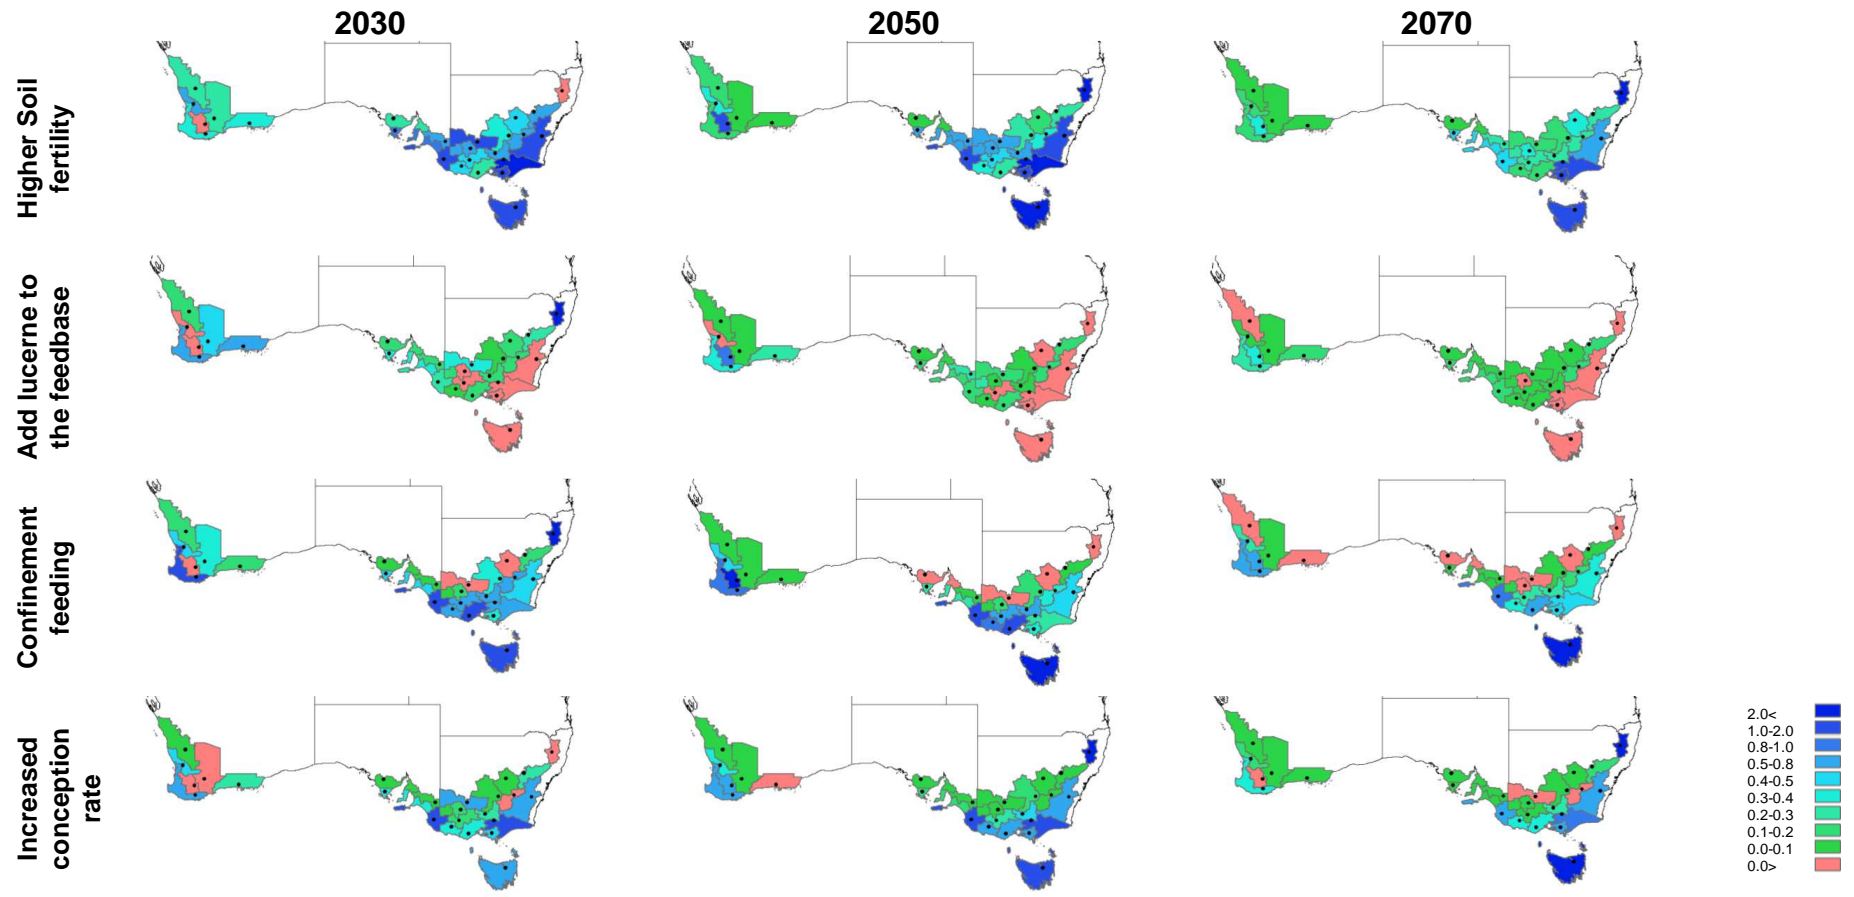 2030 2050 2070
Higher Soil
fertility
Add lucerne to
the feedbase
Confinement
feeding
Increased
conception
rate
2.0<
1.0-2.0
0.8-1.0
0.5-0.8
0.4-0.5
0.3-0.4
0.2-0.3
0.1-0.2
0.0-0.1
0.0>